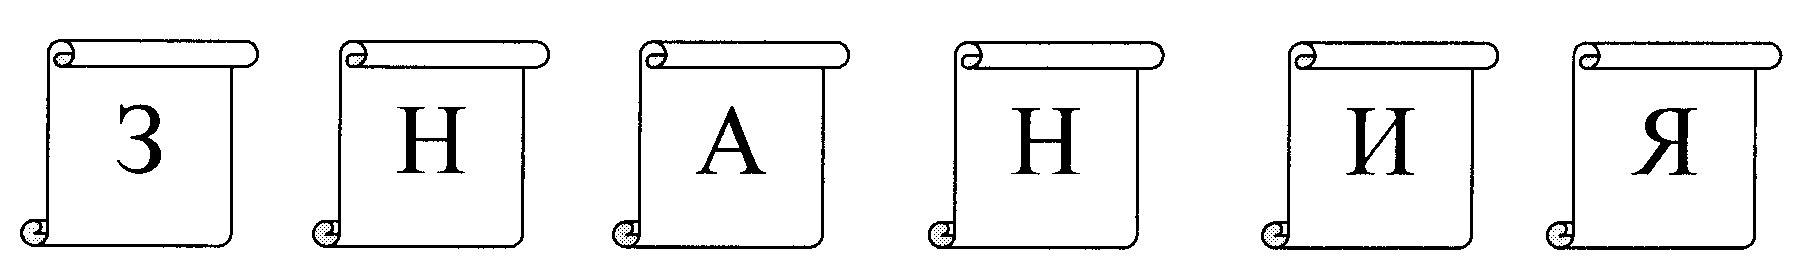 З Н А Н И Я